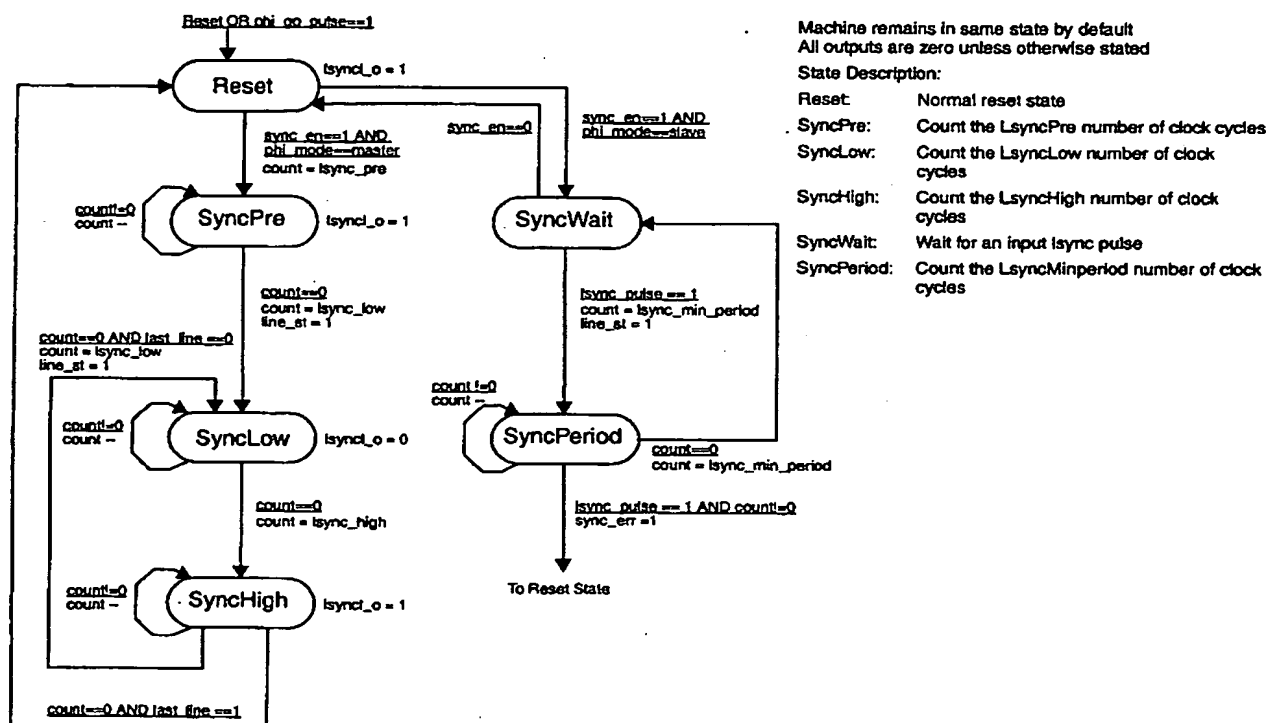 Reset OR phi_go_pulse==1
Reset
lsyncl_o = 1
sync_en==1 AND
phi_mode==master
count = lsync_pre
sync_en==0
sync_en==1 AND
phi_mode==slave
count!=0
count --
SyncPre
lsyncl_o = 1
SyncWait
count==0
count = lsync_low
line_st = 1
lsync_pulse == 1
count = lsync_min_period
line_st = 1
count==0 AND last_line ==0
count = lsync_low
line_st = 1
count!=0
count --
SyncLow
lsyncl_o = 0
count !=0
count --
SyncPeriod
count==0
count = lsync_min_period
count==0
count = lsync_high
lsync_pulse == 1 AND count!=0
sync_err =1
To Reset State
count!=0
count --
SyncHigh
lsyncl_o = 1
count==0 AND last_line ==1
Machine remains in same state by default
All outputs are zero unless otherwise stated
State Description:
Reset: Normal reset state
SyncPre: Count the LsyncPre number of clock cycles
SyncLow: Count the LsyncLow number of clock
cycles
SyncHigh: Count the LsyncHigh number of clock
cycles
SyncWait: Wait for an input lsync pulse
SyncPeriod: Count the LsyncMinperiod number of clock
cycles